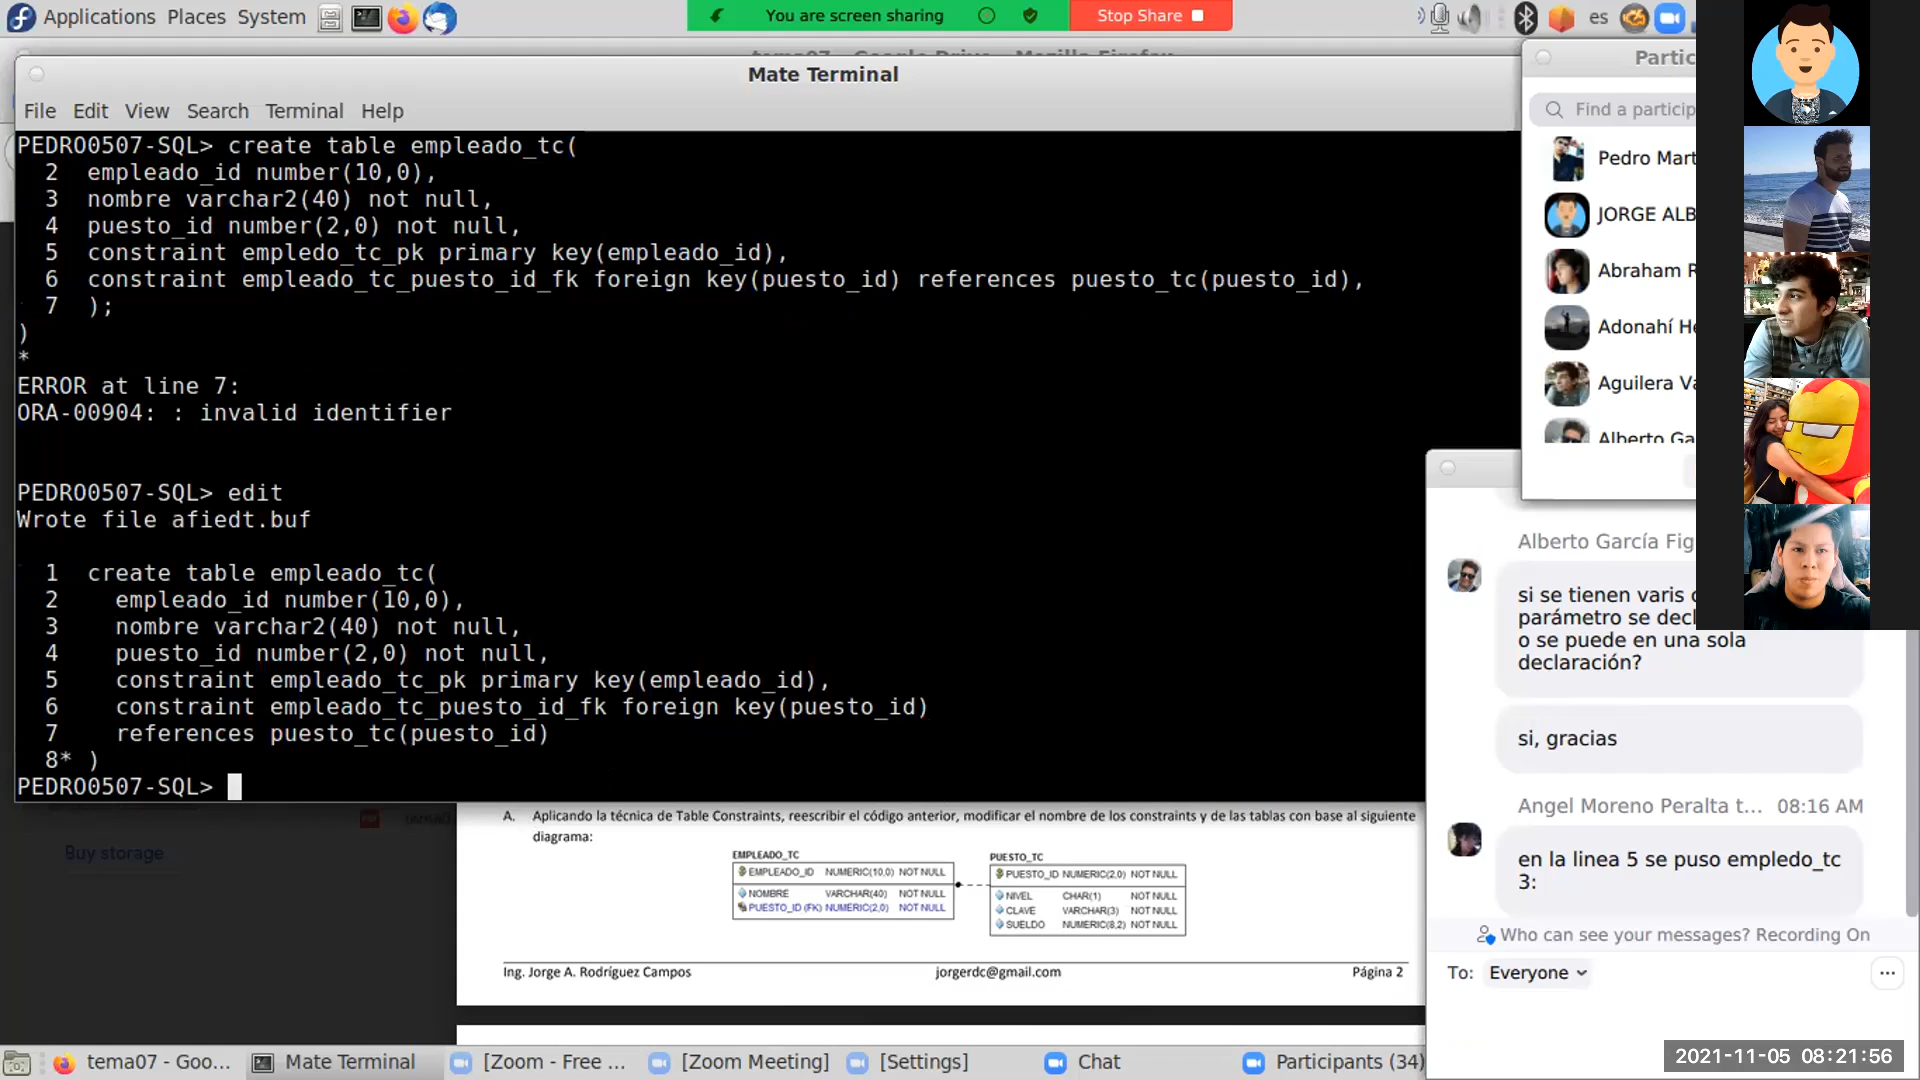 Applications Places System
You are screen sharing
Stop Share
es
Mate Terminal
File Edit View Search Terminal Help
PEDRO0507-SQL> create table empleado_tc(
2 empleado_id number(10,0),
3 nombre varchar2(40) not null,
4 puesto_id number(2,0) not null,
5 constraint empledo_tc_pk primary key(empleado_id),
6 constraint empleado_tc_puesto_id_fk foreign key(puesto_id) references puesto_tc(puesto_id),
7 );
)
*
ERROR at line 7:
ORA-00904: : invalid identifier
PEDRO0507-SQL> edit
Wrote file afiedt.buf
1 create table empleado_tc(
2 empleado_id number(10,0),
3 nombre varchar2(40) not null,
4 puesto_id number(2,0) not null,
5 constraint empleado_tc_pk primary key(empleado_id),
6 constraint empleado_tc_puesto_id_fk foreign key(puesto_id)
7 references puesto_tc(puesto_id)
8* )
PEDRO0507-SQL>
Partic
Find a particip
Pedro Mart
JORGE ALB
Abraham R
Adonahí He
Aguilera Va
Alberto Ga
Alberto García Fig
si se tienen varis
parámetro se decl
o se puede en una sola
declaración?
si, gracias
Angel Moreno Peralta t... 08:16 AM
en la linea 5 se puso empledo_tc
3:
Who can see your messages? Recording On
To: Everyone
Buy storage
A. Aplicando la técnica de Table Constraints, reescribir el código anterior, modificar el nombre de los constraints y de las tablas con base al siguiente
diagrama:
EMPLEADO_TC
EMPLEADO_ID NUMERIC(10,0) NOT NULL
NOMBRE VARCHAR(40) NOT NULL
PUESTO_ID (FK) NUMERIC(2,0) NOT NULL
PUESTO_TC
PUESTO_ID NUMERIC(2,0) NOT NULL
NIVEL CHAR(1) NOT NULL
CLAVE VARCHAR(3) NOT NULL
SUELDO NUMERIC(8,2) NOT NULL
Ing. Jorge A. Rodríguez Campos jorgerdc@gmail.com Página 2
tema07 - Goo... Mate Terminal [Zoom - Free ... [Zoom Meeting] [Settings] Chat Participants (34)
2021-11-05 08:21:56